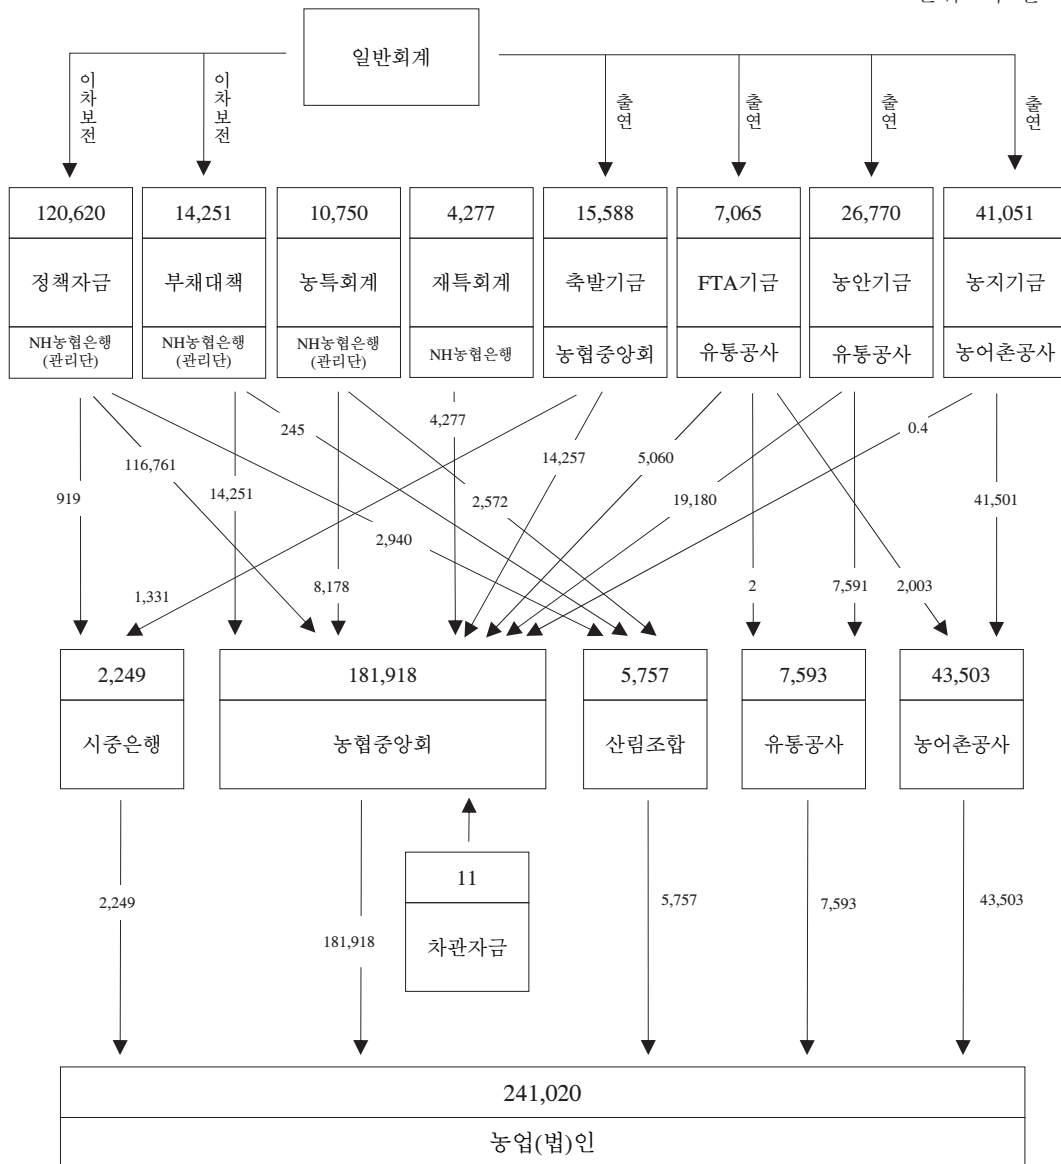 일반회계
이차보전
이차보전
출연
출연
출연
출연
120,620
14,251
10,750
4,277
15,588
7,065
26,770
41,051
정책자금
부채대책
농특회계
재특회계
축발기금
FTA기금
농안기금
농지기금
NH농협은행
(관리단)
NH농협은행
(관리단)
NH농협은행
(관리단)
NH농협은행
농협중앙회
유통공사
유통공사
농어촌공사
4,277
0.4
245
14,257
5,060
116,761
919
14,251
2,572
19,180
41,501
2,940
1,331
8,178
2
7,591
2,003
2,249
181,918
5,757
7,593
43,503
시중은행
농협중앙회
산림조합
유통공사
농어촌공사
11
차관자금
2,249
181,918
5,757
7,593
43,503
241,020
농업(법)인